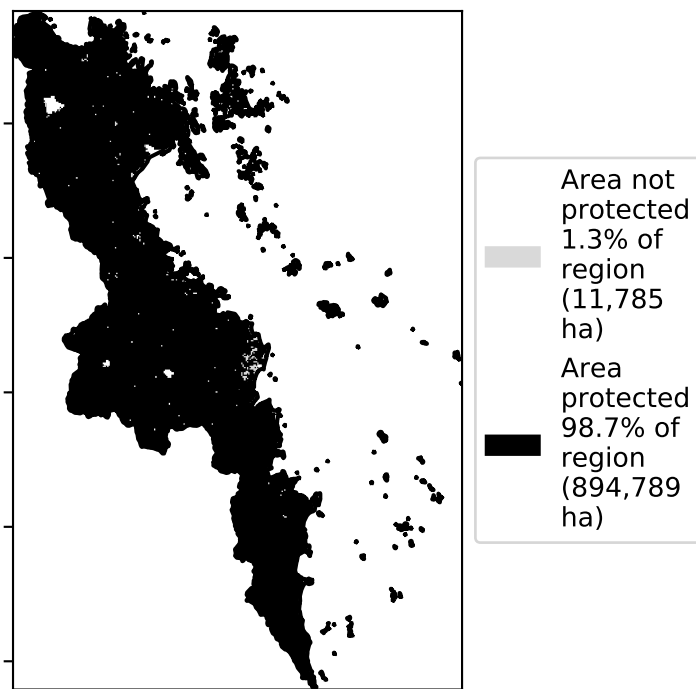 Area not
protected
1.3% of
region
(11,785
ha)
Area
protected
98.7% of
region
(894,789
ha)